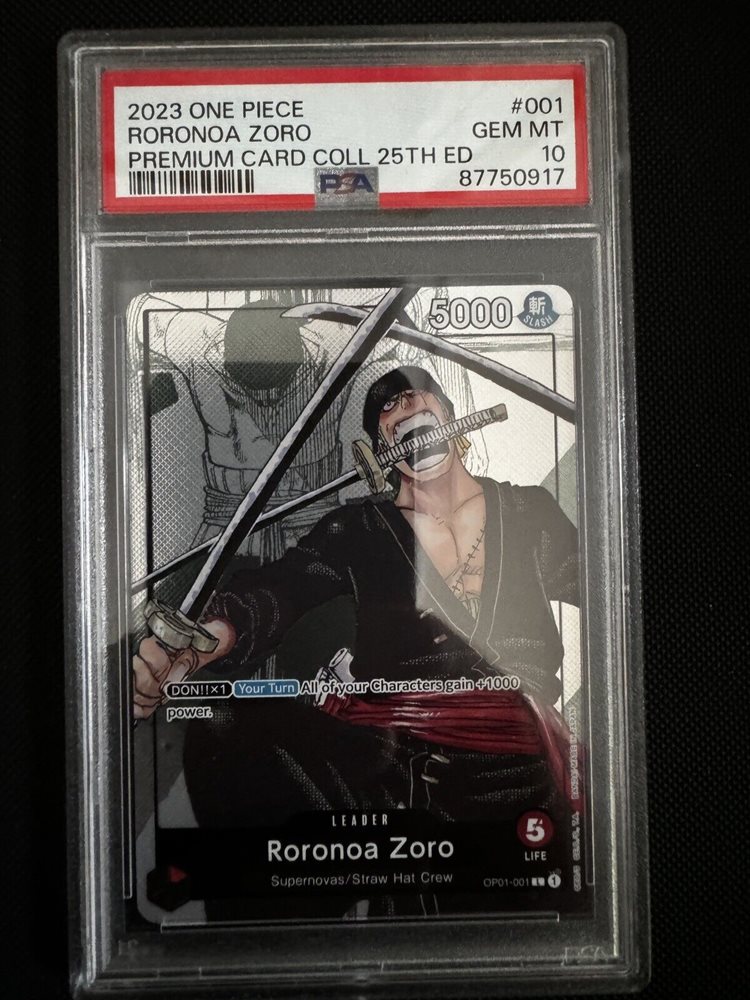 2023 ONE PIECE #001
RORONOA ZORO GEM MT
PREMIUM CARD COLL 25TH ED 10
PSA 87750917
5000 斬
SLASH
DON!!×1 Your Turn All of your Characters gain +1000
power.
LEADER
Roronoa Zoro
5
LIFE
Supernovas/Straw Hat Crew
OP01-001 L 1